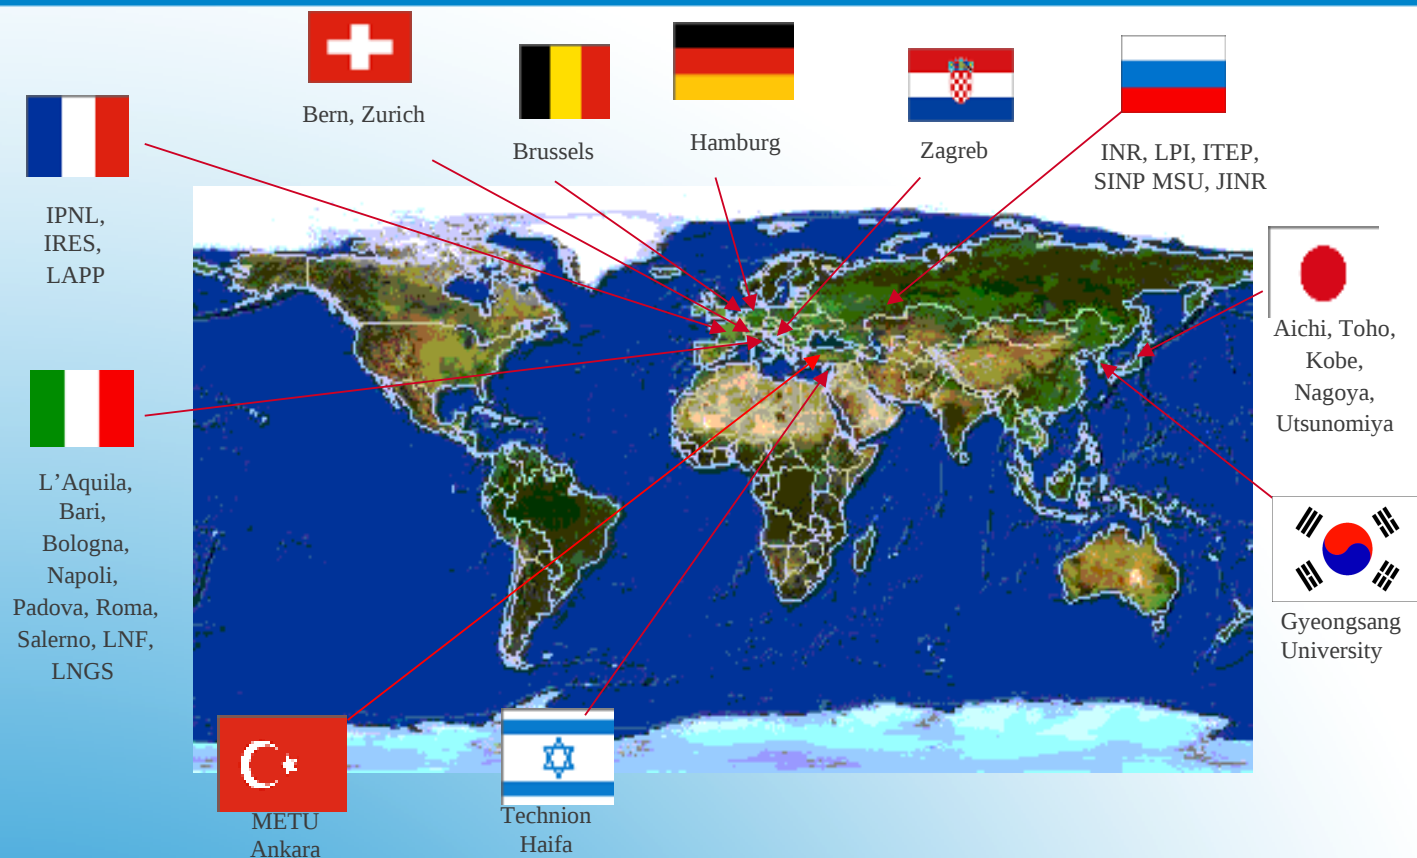 Bern, Zurich
Brussels
Hamburg
Zagreb
INR, LPI, ITEP,
SINP MSU, JINR
IPNL,
IRES,
LAPP
Aichi, Toho,
Kobe,
Nagoya,
Utsunomiya
L’Aquila,
Bari,
Bologna,
Napoli,
Padova, Roma,
Salerno, LNF,
LNGS
Gyeongsang
University
METU
Ankara
Technion
Haifa